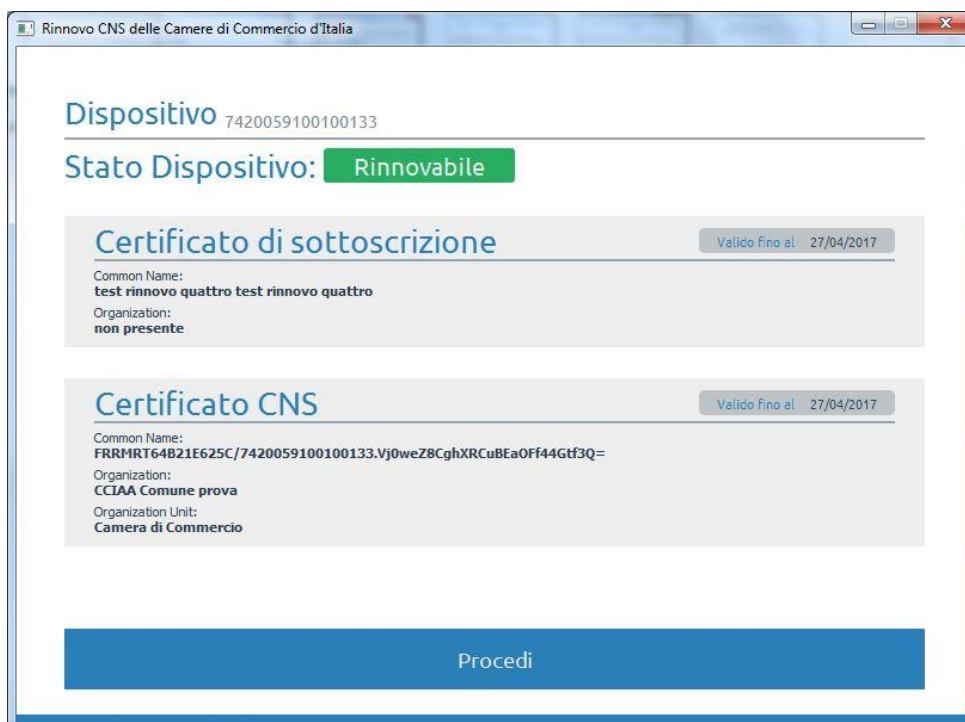 Rinnovo CNS delle Camere di Commercio d'Italia
Dispositivo 7420059100100133
Stato Dispositivo: Rinnovabile
Certificato di sottoscrizione Valido fino al 27/04/2017
Common Name:
test rinnovo quattro test rinnovo quattro
Organization:
non presente
Certificato CNS Valido fino al 27/04/2017
Common Name:
FRRMRT64B21E625C/7420059100100133.Vj0weZ8CghXRCuBEaOFf44Gtf3Q=
Organization:
CCIAA Comune prova
Organization Unit:
Camera di Commercio
Procedi